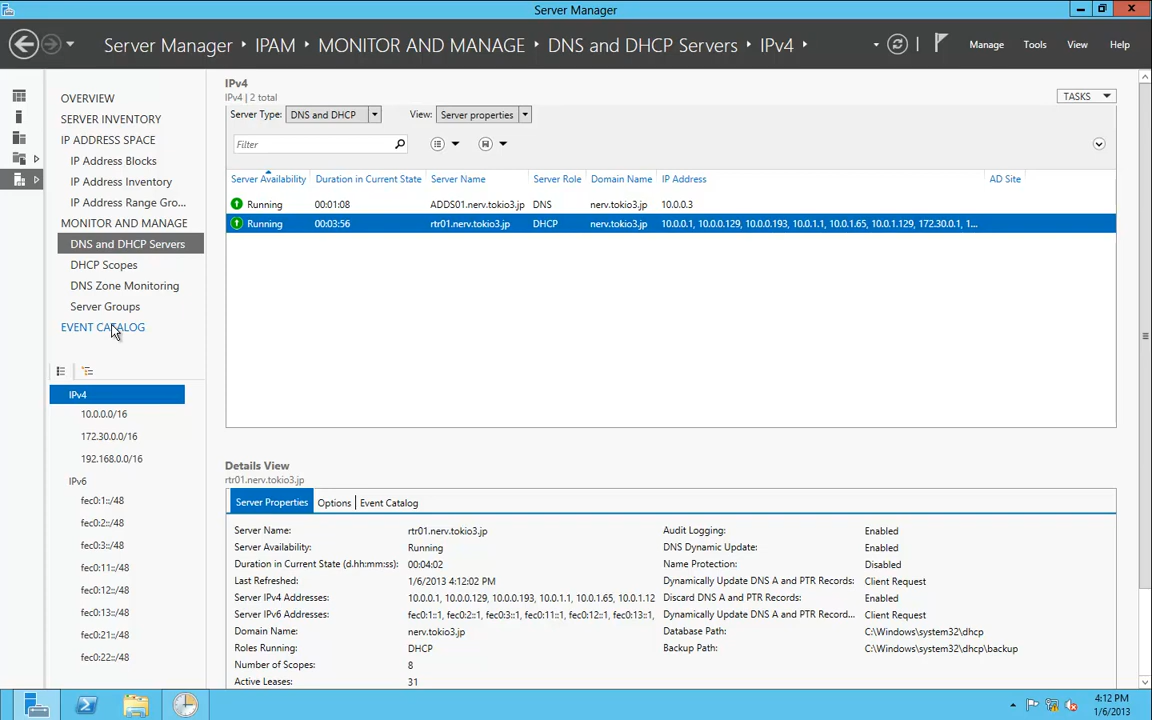 Server Manager
Server Manager IPAM MONITOR AND MANAGE DNS and DHCP Servers IPv4
Manage Tools View Help
OVERVIEW
SERVER INVENTORY
IP ADDRESS SPACE
IP Address Blocks
IP Address Inventory
IP Address Range Gro...
MONITOR AND MANAGE
DNS and DHCP Servers
DHCP Scopes
DNS Zone Monitoring
Server Groups
EVENT CATALOG
IPv4
10.0.0.0/16
172.30.0.0/16
192.168.0.0/16
IPv6
fec0:1::/48
fec0:2::/48
fec0:3::/48
fec0:11::/48
fec0:12::/48
fec0:13::/48
fec0:21::/48
fec0:22::/48
IPv4
IPv4 | 2 total
TASKS
Server Type: DNS and DHCP View: Server properties
Filter
Server Availability Duration in Current State Server Name Server Role Domain Name IP Address AD Site
Running 00:01:08 ADDS01.nerv.tokio3.jp DNS nerv.tokio3.jp 10.0.0.3
Running 00:03:56 rtr01.nerv.tokio3.jp DHCP nerv.tokio3.jp 10.0.0.1, 10.0.0.129, 10.0.0.193, 10.0.1.1, 10.0.1.65, 10.0.1.129, 172.30.0.1, 1...
Details View
rtr01.nerv.tokio3.jp
Server Properties Options Event Catalog
Server Name: rtr01.nerv.tokio3.jp Audit Logging: Enabled
Server Availability: Running DNS Dynamic Update: Enabled
Duration in Current State (d.hh:mm:ss): 00:04:02 Name Protection: Disabled
Last Refreshed: 1/6/2013 4:12:02 PM Dynamically Update DNS A and PTR Records: Client Request
Server IPv4 Addresses: 10.0.0.1, 10.0.0.129, 10.0.0.193, 10.0.1.1, 10.0.1.65, 10.0.1.12 Discard DNS A and PTR Records: Enabled
Server IPv6 Addresses: fec0:1::1, fec0:2::1, fec0:3::1, fec0:11::1, fec0:12::1, fec0:13::1, Dynamically Update DNS A and PTR Record... Client Request
Domain Name: nerv.tokio3.jp Database Path: C:\Windows\system32\dhcp
Roles Running: DHCP Backup Path: C:\Windows\system32\dhcp\backup
Number of Scopes: 8
Active Leases: 31
4:12 PM
1/6/2013